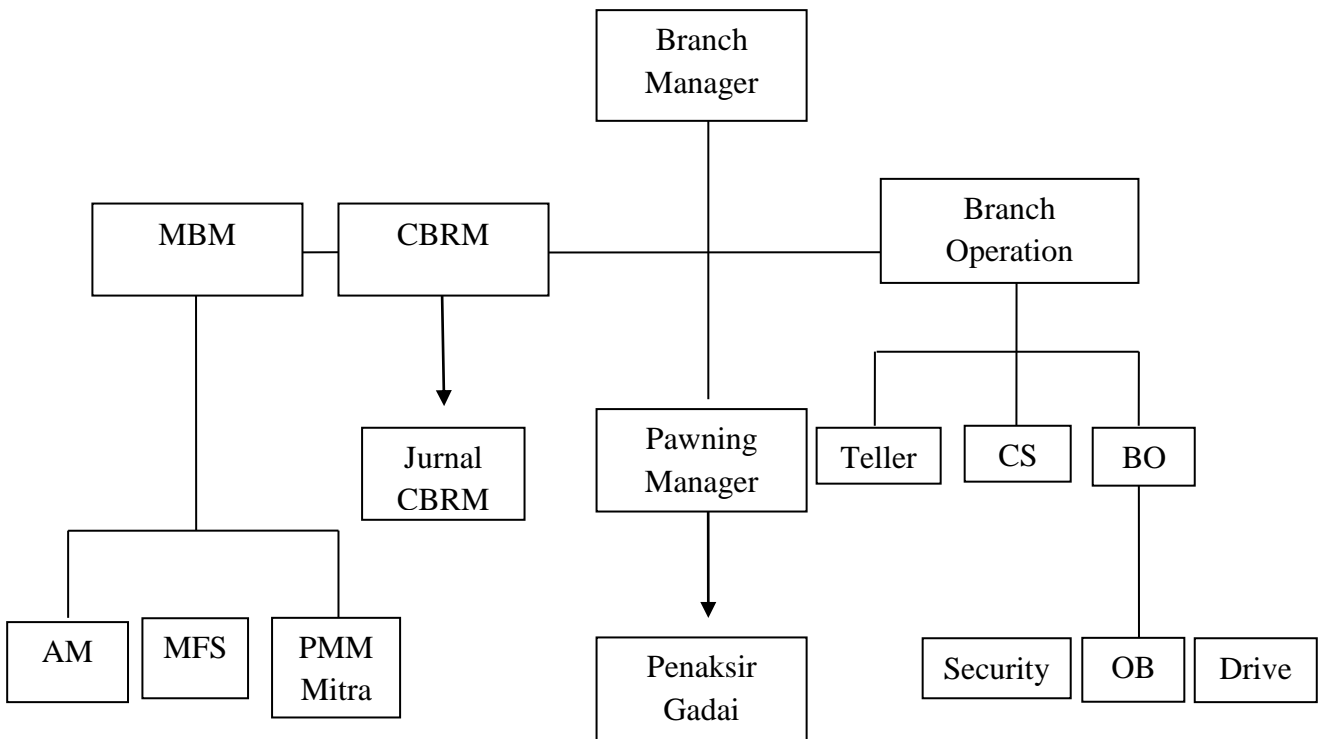 Branch
Manager
MBM
CBRM
Branch
Operation
Jurnal
CBRM
Pawning
Manager
Teller
CS
BO
AM
MFS
PMM
Mitra
Penaksir
Gadai
Security
OB
Drive